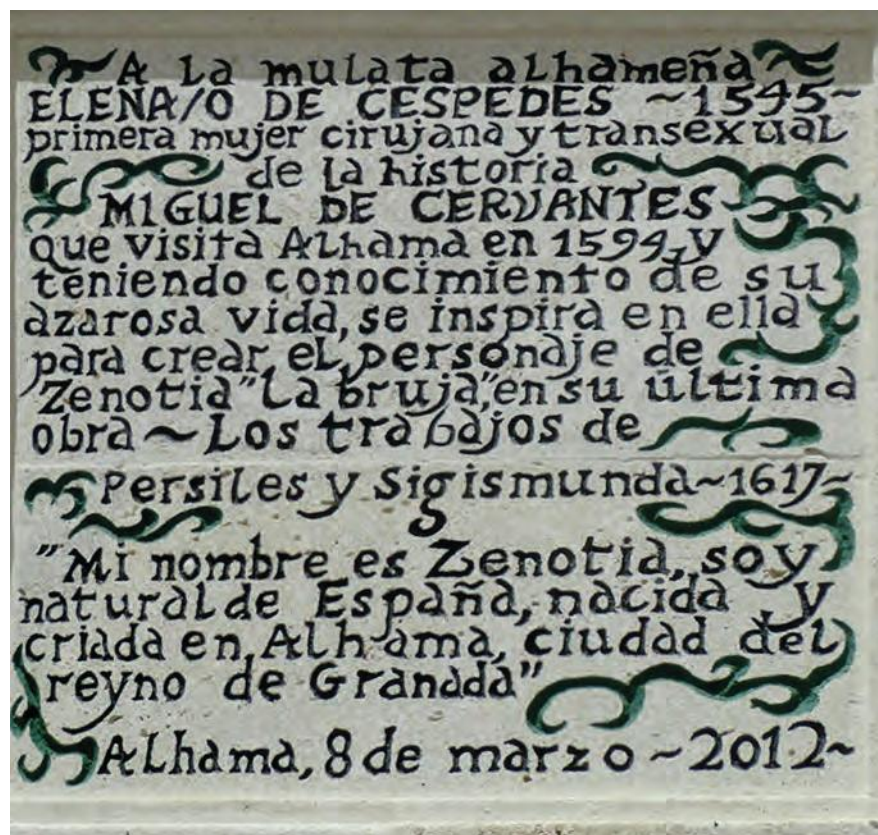 A La mulata alhameña
ELENA/O DE CESPEDES ~1545~
primera mujer cirujana y transexual
de la historia
MIGUEL DE CERVANTES
que visita Alhama en 1594, y
teniendo conocimiento de su
azarosa vida, se inspira en ella
para crear el personaje de
"Zenotia" "La bruja", en su última
obra ~ Los trabajos de
Persiles y Sigismunda ~1617~
"Mi nombre es Zenotia, soy
natural de España, nacida y
criada en Alhama, ciudad del
reyno de Granada"
Alhama, 8 de marzo ~2012~